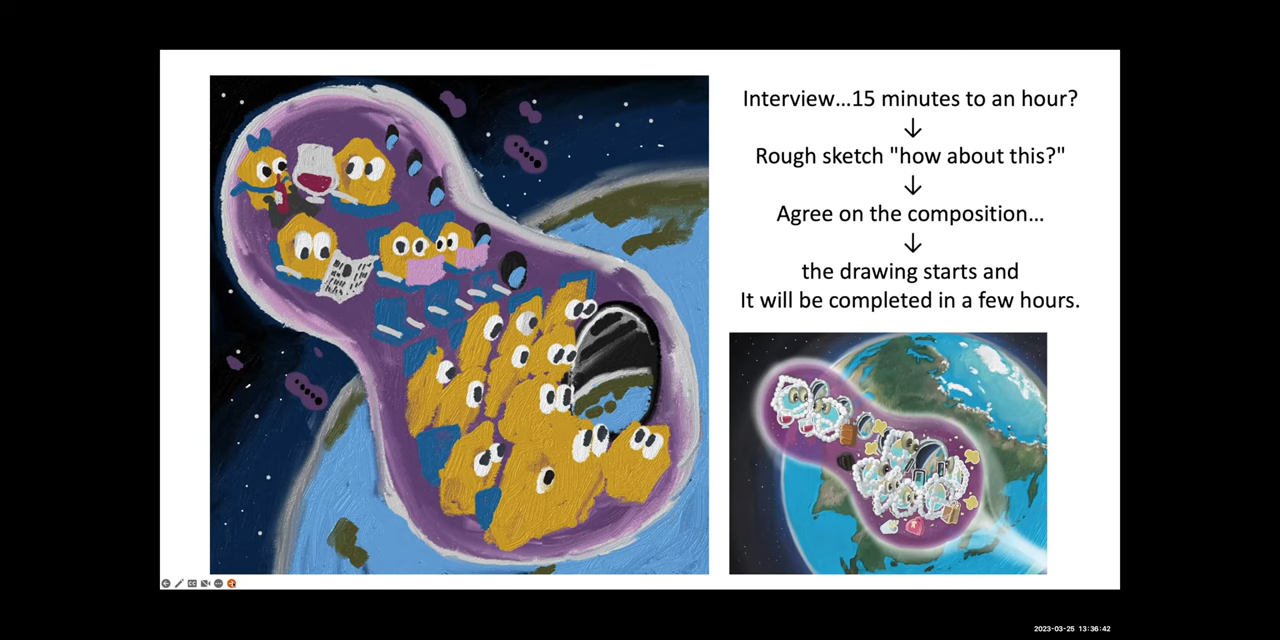 Interview...15 minutes to an hour?
↓
Rough sketch "how about this?"
↓
Agree on the composition...
↓
the drawing starts and
It will be completed in a few hours.
2023-03-25 13:36:42